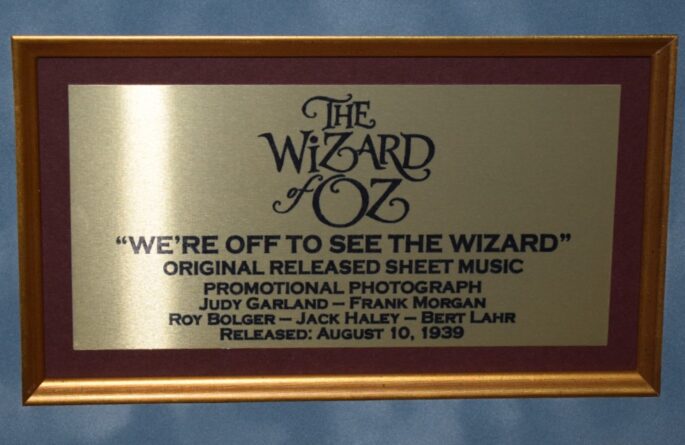 THE
WiZARD
of OZ
“WE’RE OFF TO SEE THE WIZARD”
ORIGINAL RELEASED SHEET MUSIC
PROMOTIONAL PHOTOGRAPH
JUDY GARLAND – FRANK MORGAN
ROY BOLGER – JACK HALEY – BERT LAHR
RELEASED: AUGUST 10, 1939